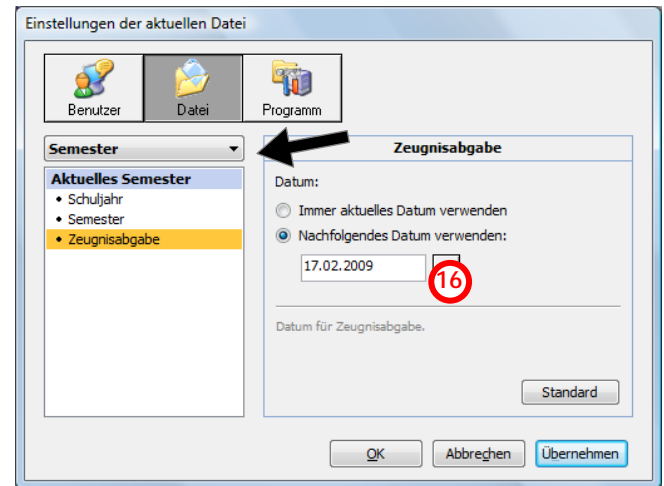 Einstellungen der aktuellen Datei
Benutzer
Datei
Programm
Semester
Aktuelles Semester
• Schuljahr
• Semester
• Zeugnisabgabe
Zeugnisabgabe
Datum:
Immer aktuelles Datum verwenden
Nachfolgendes Datum verwenden:
17.02.2009
16
Datum für Zeugnisabgabe.
Standard
OK
Abbrechen
Übernehmen